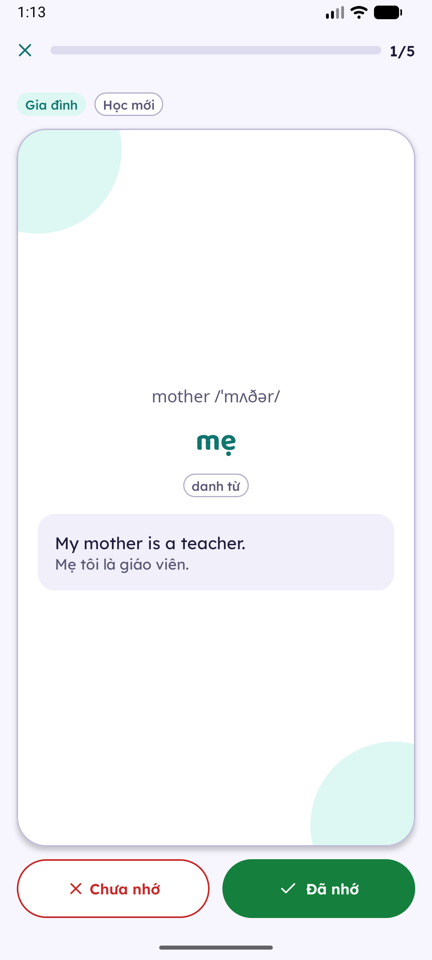 1:13
1/5
Gia đình
Học mới
mother /ˈmʌðər/
mẹ
danh từ
My mother is a teacher.
Mẹ tôi là giáo viên.
Chưa nhớ
Đã nhớ